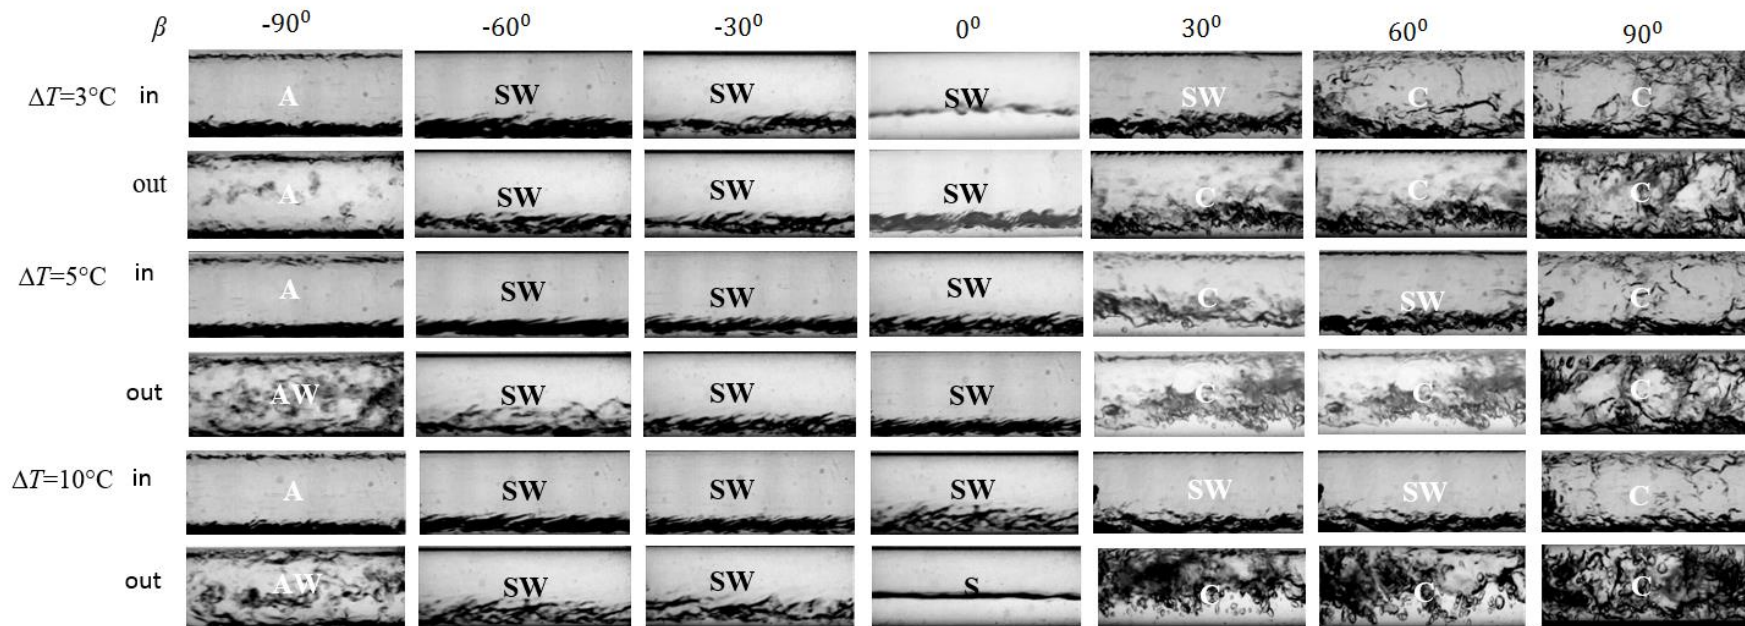 β -90⁰ -60⁰ -30⁰ 0⁰ 30⁰ 60⁰ 90⁰
ΔT=3°C in A SW SW SW SW C C
out A SW SW SW C C C
ΔT=5°C in A SW SW SW C SW C
out AW SW SW SW C C C
ΔT=10°C in A SW SW SW SW SW C
out AW SW SW S C C C